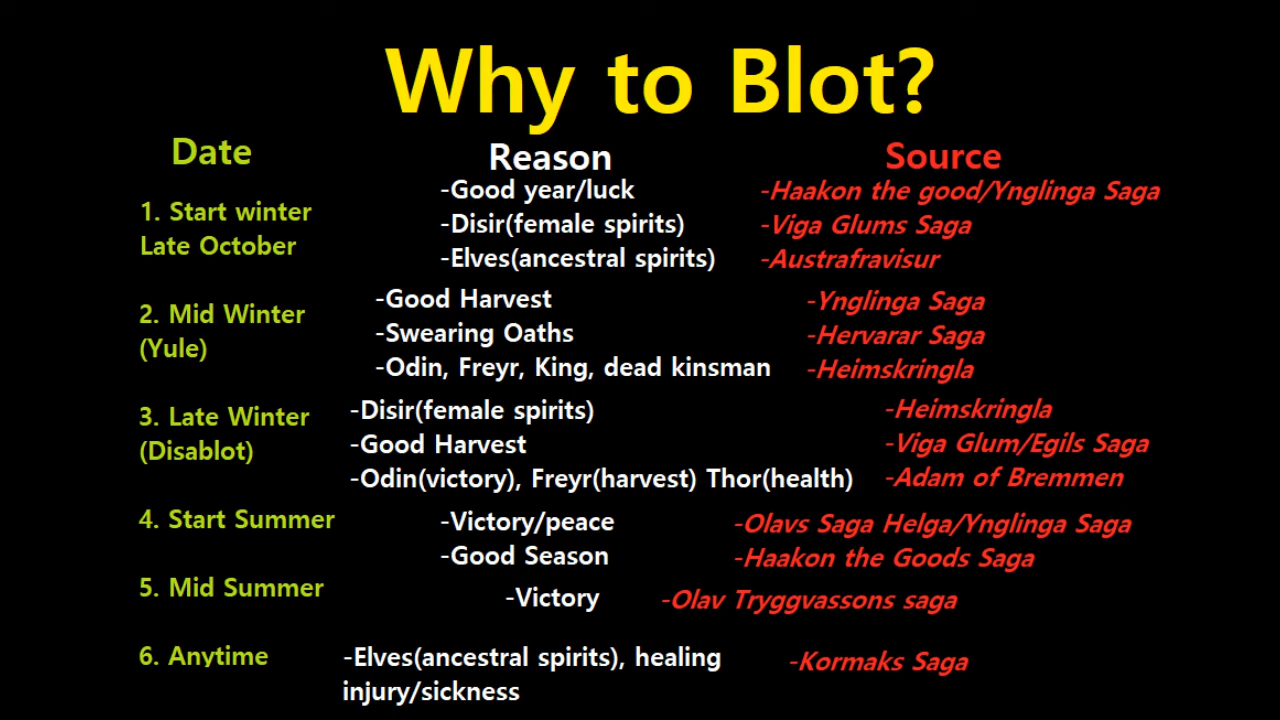 Why to Blot?
Date
Reason
Source
1. Start winter
Late October
-Good year/luck
-Disir(female spirits)
-Elves(ancestral spirits)
-Haakon the good/Ynglinga Saga
-Viga Glums Saga
-Austrafravisur
2. Mid Winter
(Yule)
-Good Harvest
-Swearing Oaths
-Odin, Freyr, King, dead kinsman
-Ynglinga Saga
-Hervarar Saga
-Heimskringla
3. Late Winter
(Disablot)
-Disir(female spirits)
-Good Harvest
-Odin(victory), Freyr(harvest) Thor(health)
-Heimskringla
-Viga Glum/Egils Saga
-Adam of Bremmen
4. Start Summer
-Victory/peace
-Good Season
-Olavs Saga Helga/Ynglinga Saga
-Haakon the Goods Saga
5. Mid Summer
-Victory
-Olav Tryggvassons saga
6. Anytime
-Elves(ancestral spirits), healing
injury/sickness
-Kormaks Saga